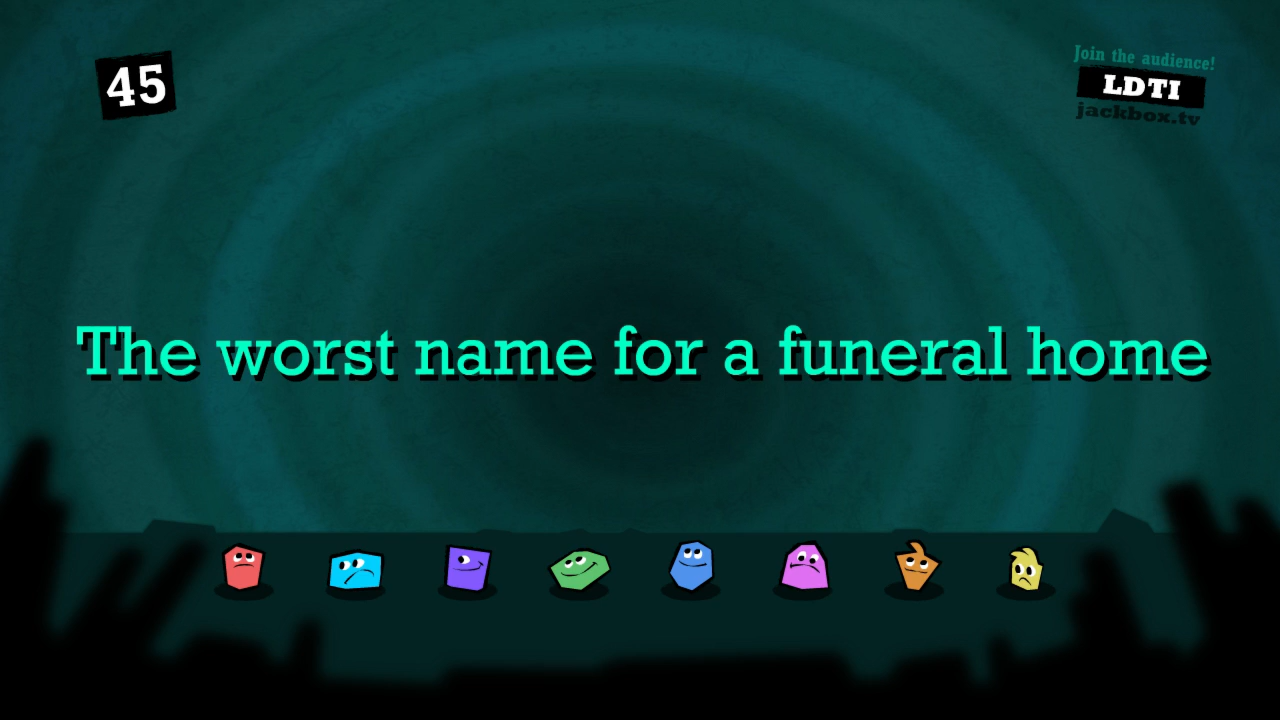 45
Join the audience!
LDTI
jackbox.tv
The worst name for a funeral home